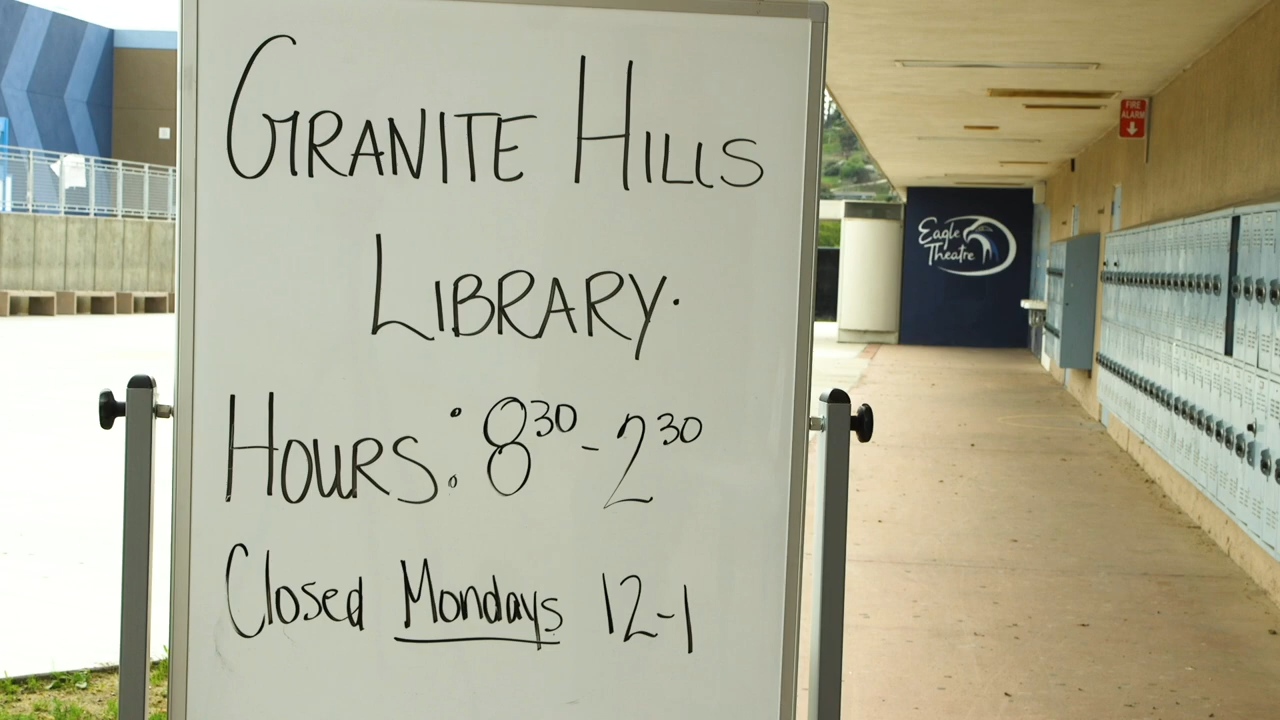 GRANITE HILLS
LIBRARY.
HOURS: 8³⁰ - 2³⁰
Closed Mondays 12-1
Eagle
Theatre
FIRE
ALARM